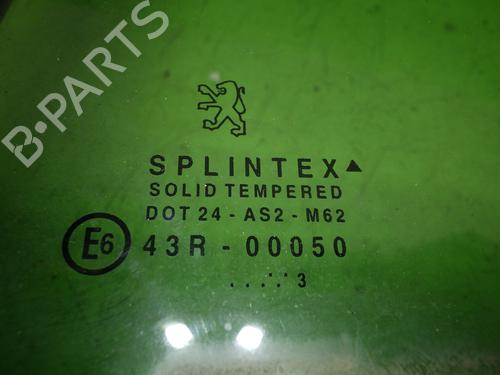 B-PARTS
SPLINTEX▲
SOLID TEMPERED
DOT 24 - AS2 - M62
E6 43R - 00050
....:·: 3